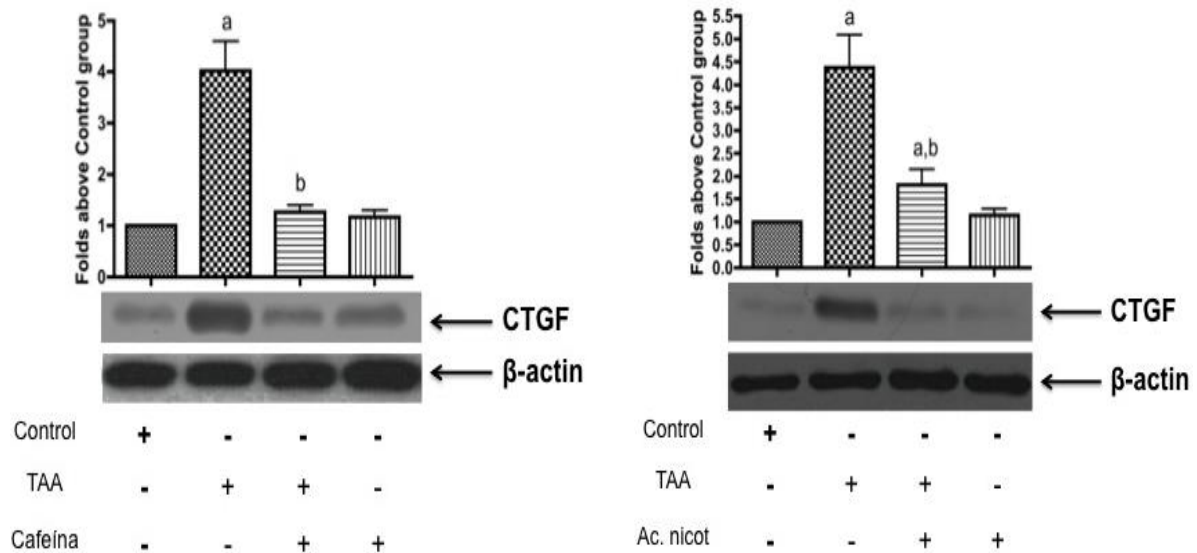 Folds above Control group
5
4
2
1
0
a
b
CTGF
β-actin
Control + - - -
TAA - + + -
Cafeína - - + +
Folds above Control group
5.5
5.0
4.5
4.0
3.5
3.0
2.5
2.0
1.5
1.0
0.5
0.0
a
a,b
CTGF
β-actin
Control + - - -
TAA - + + -
Ac. nicot - - + +